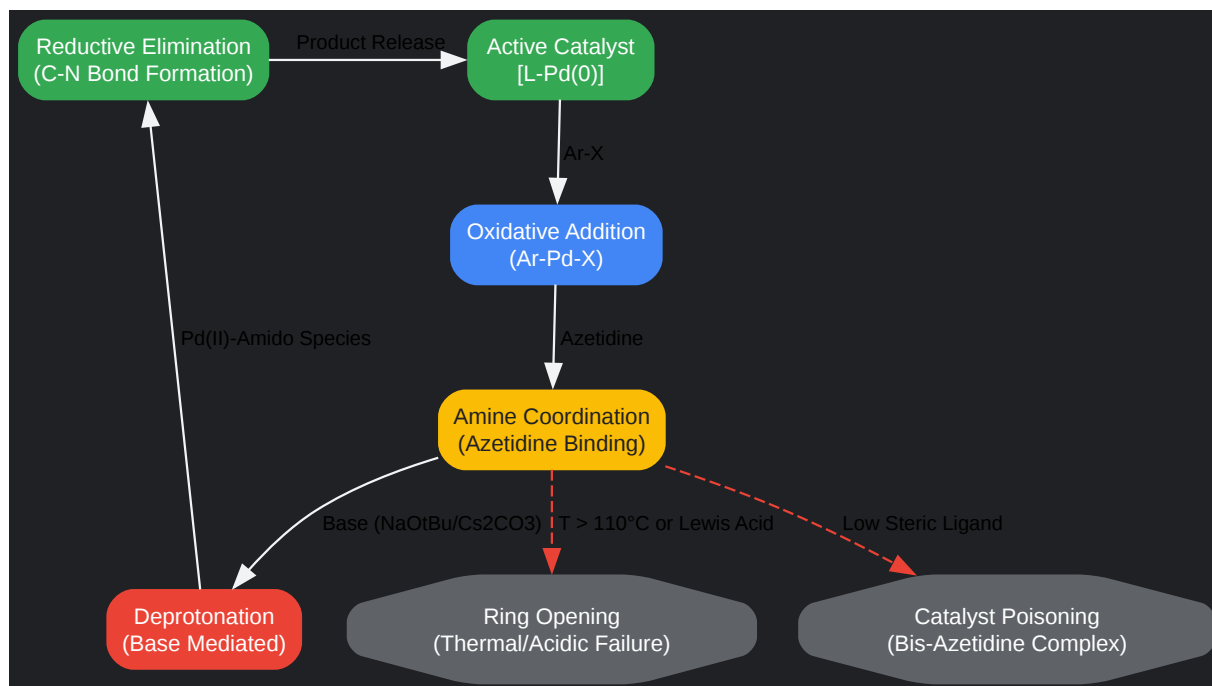 Reductive Elimination
(C-N Bond Formation)
Product Release
Active Catalyst
[L-Pd(0)]
Ar-X
Oxidative Addition
(Ar-Pd-X)
Pd(II)-Amido Species
Azetidine
Amine Coordination
(Azetidine Binding)
Base (NaOtBu/Cs2CO3)
T > 110°C or Lewis Acid
Low Steric Ligand
Deprotonation
(Base Mediated)
Ring Opening
(Thermal/Acidic Failure)
Catalyst Poisoning
(Bis-Azetidine Complex)